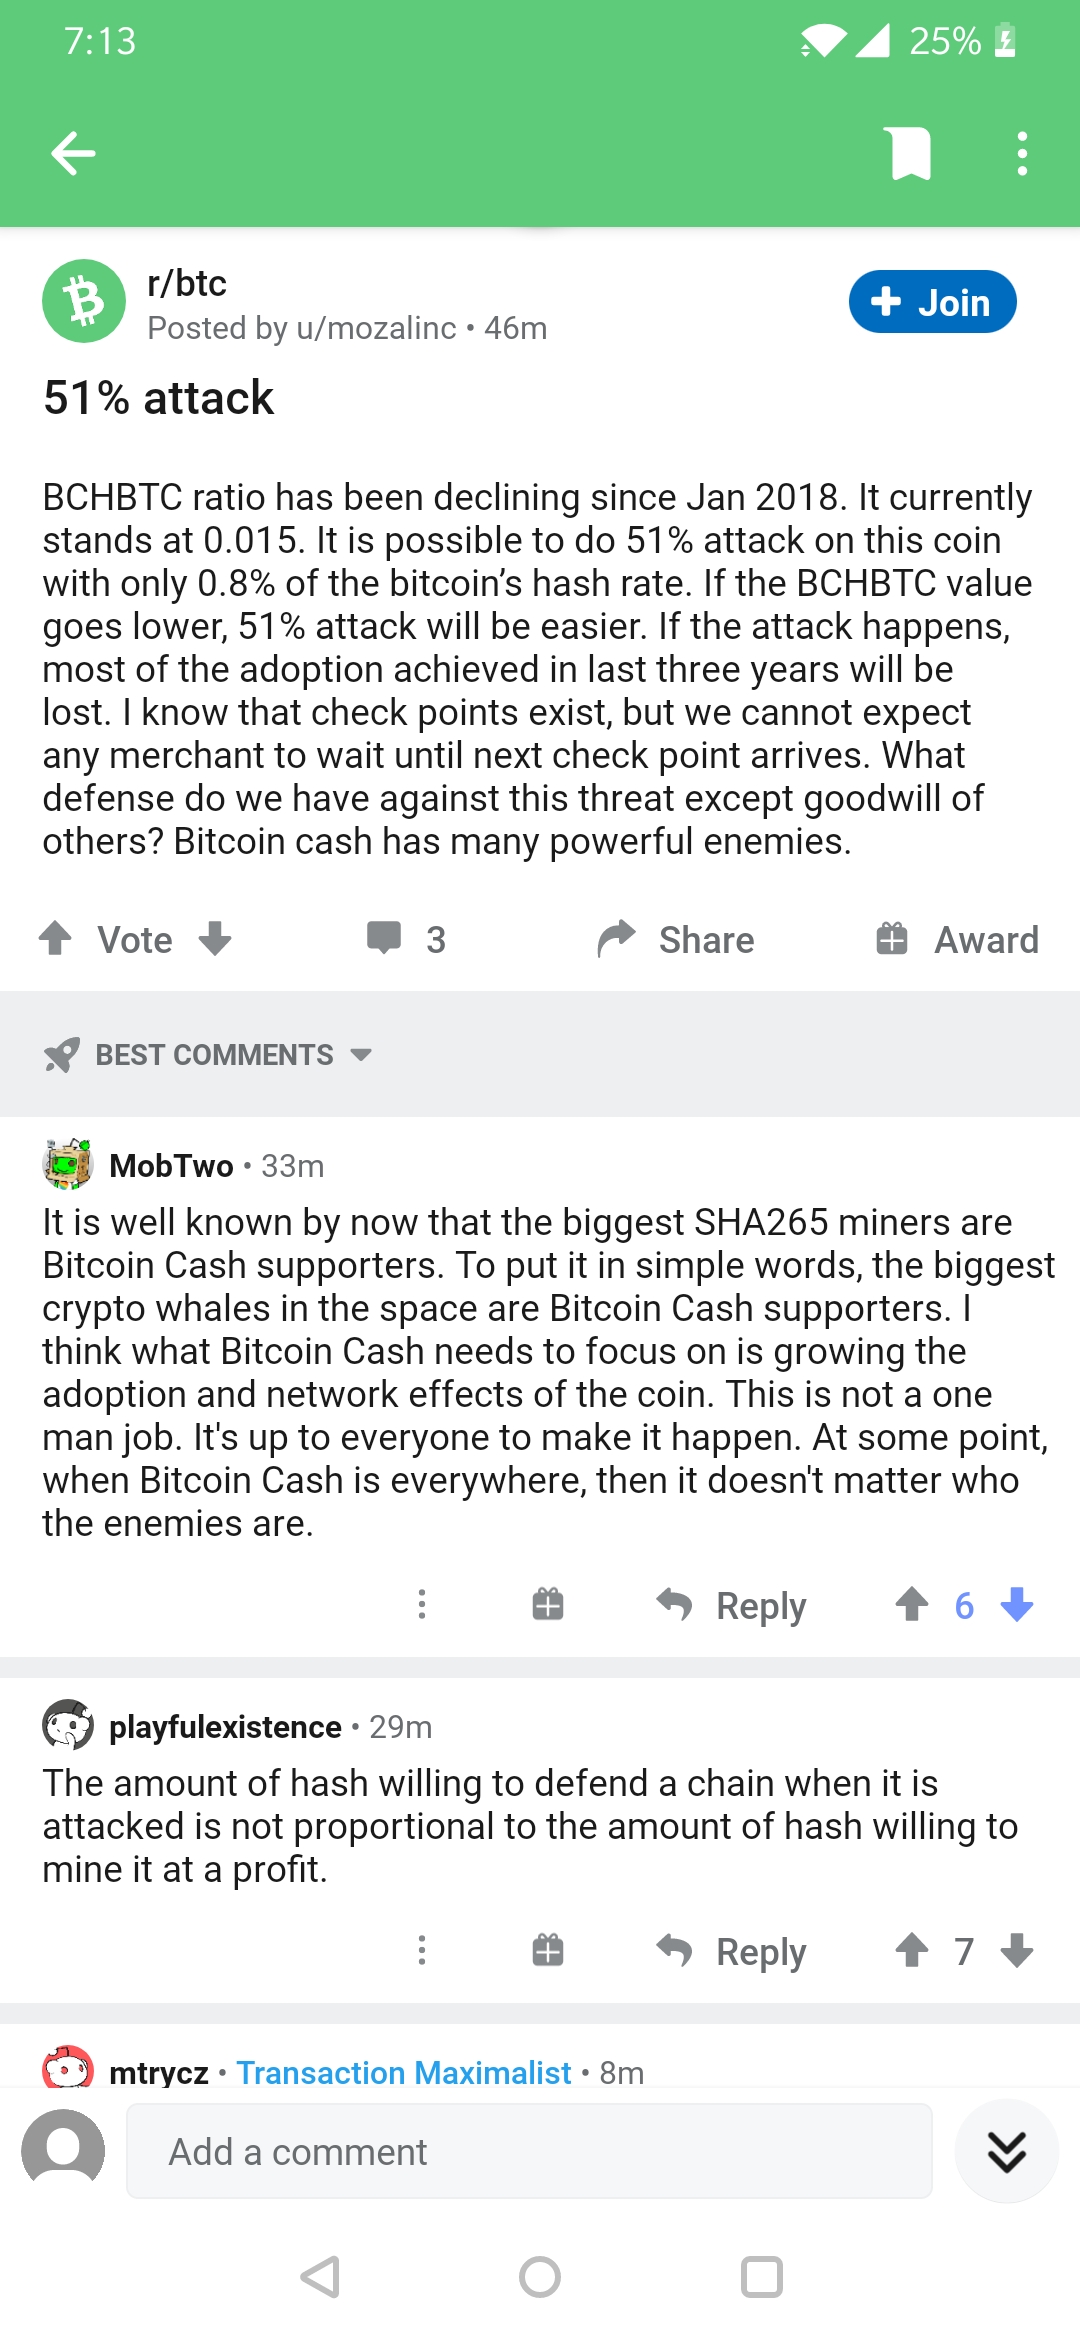 7:13
25%
r/btc
Posted by u/mozalinc • 46m
+ Join
51% attack
BCHBTC ratio has been declining since Jan 2018. It currently
stands at 0.015. It is possible to do 51% attack on this coin
with only 0.8% of the bitcoin’s hash rate. If the BCHBTC value
goes lower, 51% attack will be easier. If the attack happens,
most of the adoption achieved in last three years will be
lost. I know that check points exist, but we cannot expect
any merchant to wait until next check point arrives. What
defense do we have against this threat except goodwill of
others? Bitcoin cash has many powerful enemies.
Vote 3 Share Award
BEST COMMENTS
MobTwo • 33m
It is well known by now that the biggest SHA265 miners are
Bitcoin Cash supporters. To put it in simple words, the biggest
crypto whales in the space are Bitcoin Cash supporters. I
think what Bitcoin Cash needs to focus on is growing the
adoption and network effects of the coin. This is not a one
man job. It's up to everyone to make it happen. At some point,
when Bitcoin Cash is everywhere, then it doesn't matter who
the enemies are.
Reply 6
playfulexistence • 29m
The amount of hash willing to defend a chain when it is
attacked is not proportional to the amount of hash willing to
mine it at a profit.
Reply 7
mtrycz • Transaction Maximalist • 8m
Add a comment